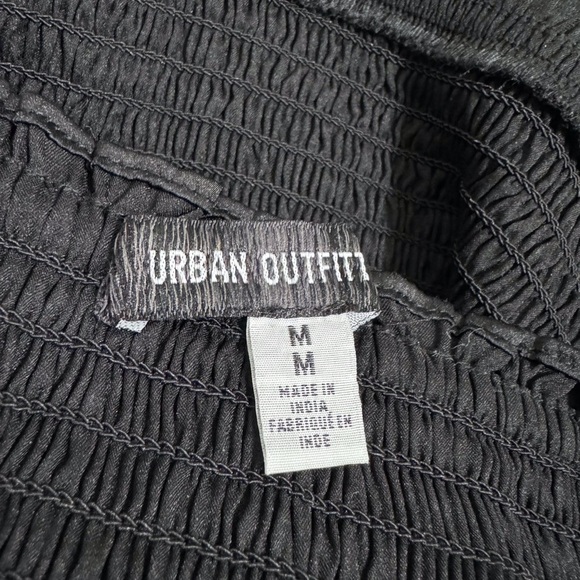 URBAN OUTFITT
M
M
MADE IN
INDIA
FABRIQUÉ EN
INDE